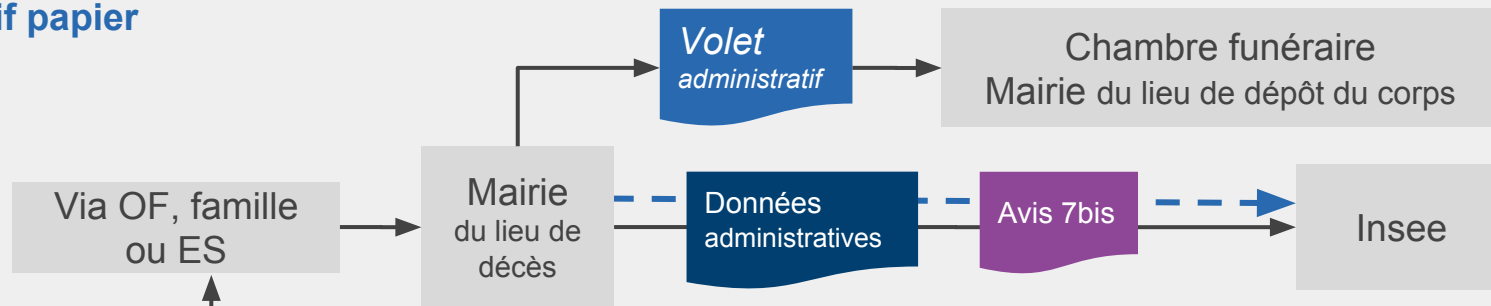 if papier
Volet
administratif
Chambre funéraire
Mairie du lieu de dépôt du corps
Via OF, famille
ou ES
Mairie
du lieu de
décès
Données
administratives
Avis 7bis
Insee